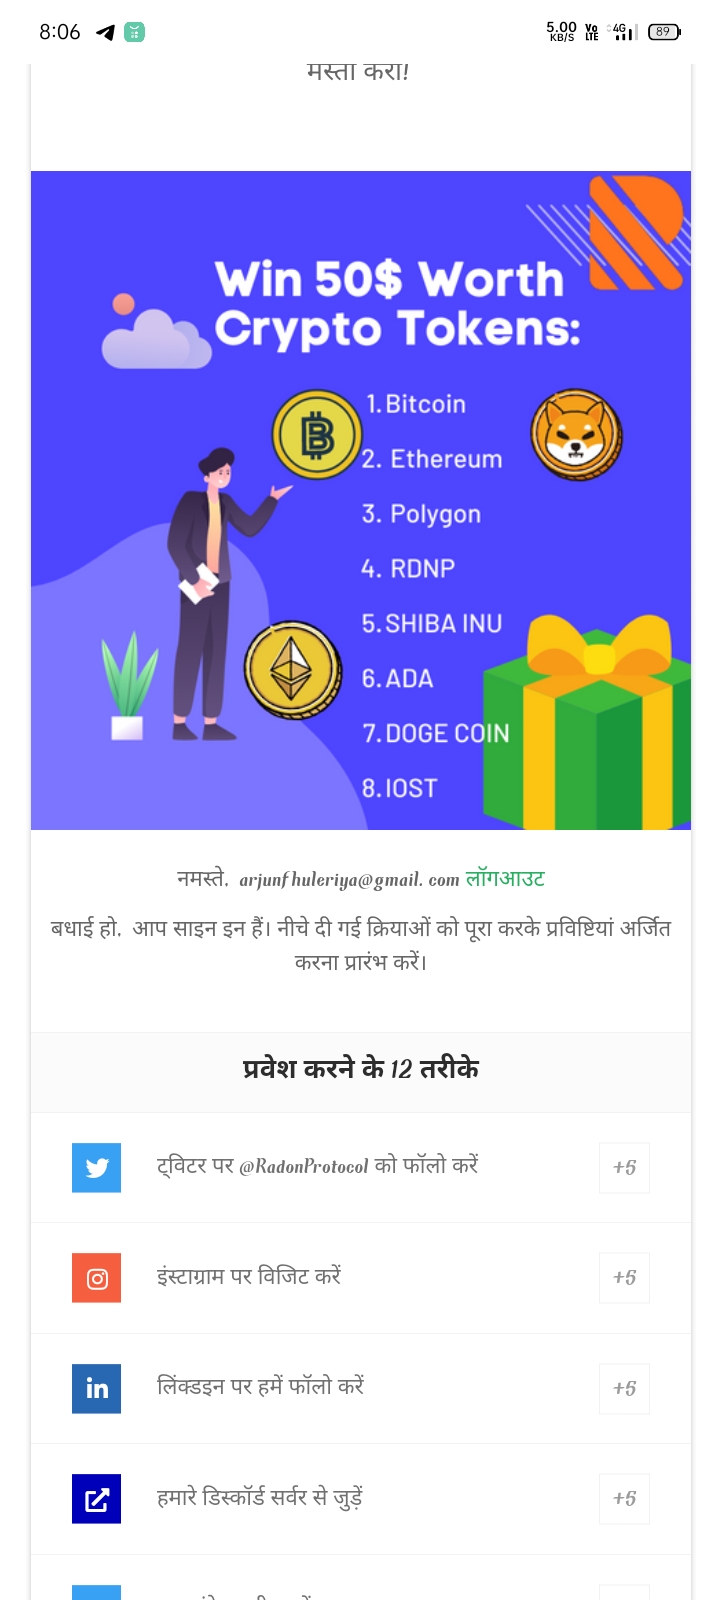 8:06
5.00 KB/S Vo LTE 4G 89
मस्ती करो!
Win 50$ Worth
Crypto Tokens:
1. Bitcoin
2. Ethereum
3. Polygon
4. RDNP
5. SHIBA INU
6. ADA
7. DOGE COIN
8. IOST
नमस्ते. arjunfhuleriya@gmail.com लॉगआउट
बधाई हो. आप साइन इन हैं। नीचे दी गई क्रियाओं को पूरा करके प्रविष्टियां अर्जित
करना प्रारंभ करें।
प्रवेश करने के 12 तरीके
ट्विटर पर @RadonProtocol को फॉलो करें +5
इंस्टाग्राम पर विजिट करें +5
लिंक्डइन पर हमें फॉलो करें +5
हमारे डिस्कॉर्ड सर्वर से जुड़ें +5